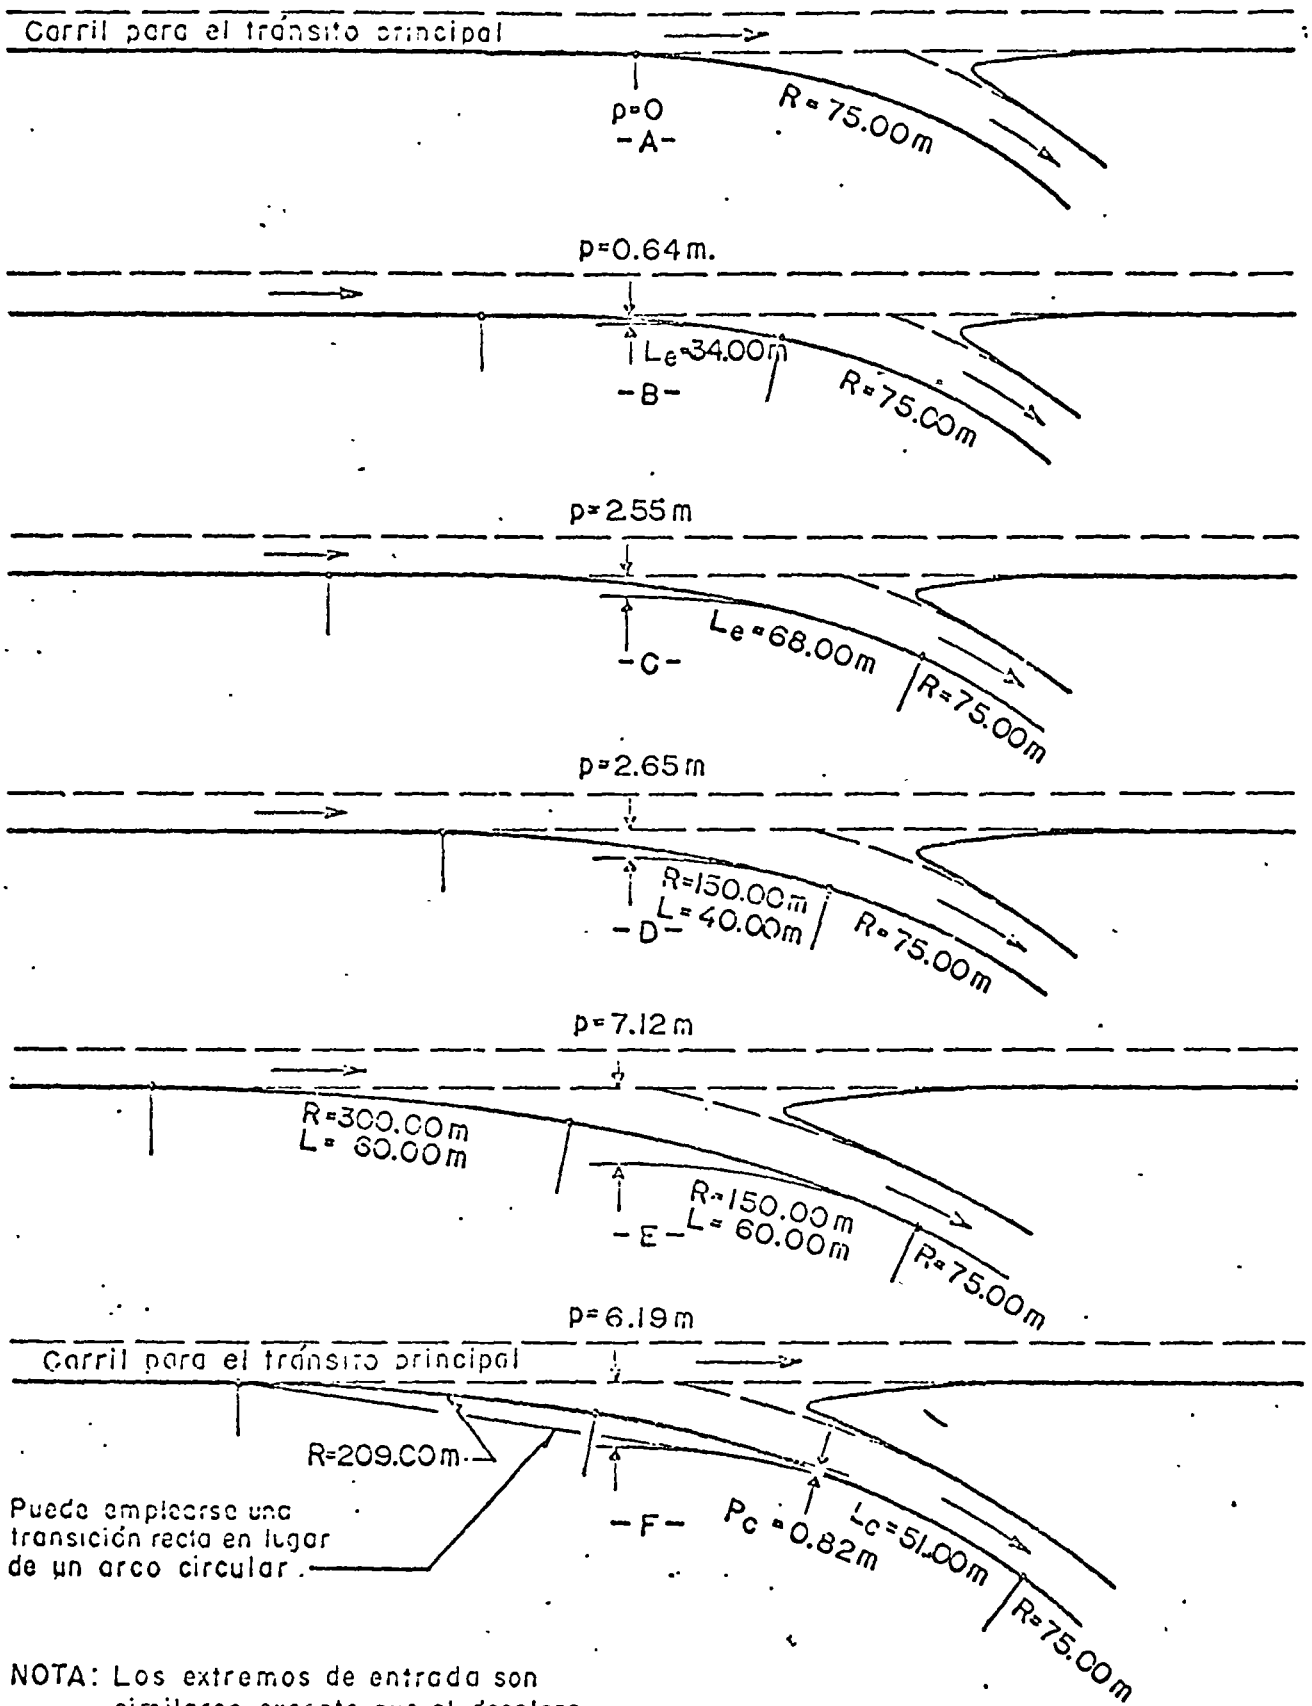 Carril para el tránsito principal
p=0
-A-
R=75.00m
p=0.64m.
Le=34.00m
-B-
R=75.00m
p=2.55m
Le=68.00m
-C-
R=75.00m
p=2.65m
R=150.00m
L=40.00m
-D-
R=75.00m
p=7.12m
R=300.00m
L= 60.00m
R=150.00m
L= 60.00m
-E-
R=75.00m
p=6.19m
Carril para el tránsito principal
R=209.00m.
Puede emplearse una
transición recta en lugar
de un arco circular.
-F-
Pc=0.82m
Lc=51.00m
R=75.00m
NOTA: Los extremos de entrada son